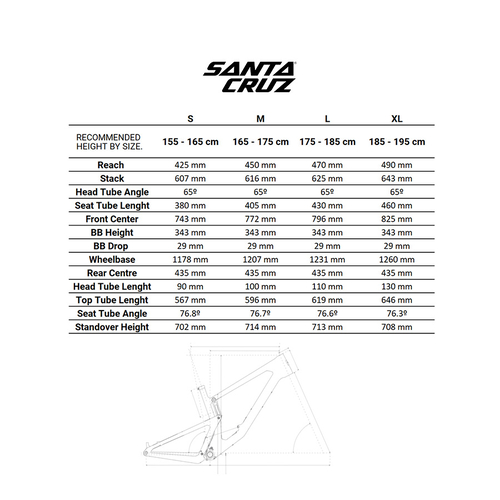 SANTA
CRUZ
S M L XL
RECOMMENDED
HEIGHT BY SIZE. 155 - 165 cm 165 - 175 cm 175 - 185 cm 185 - 195 cm
Reach 425 mm 450 mm 470 mm 490 mm
Stack 607 mm 616 mm 625 mm 643 mm
Head Tube Angle 65º 65º 65º 65º
Seat Tube Lenght 380 mm 405 mm 430 mm 460 mm
Front Center 743 mm 772 mm 796 mm 825 mm
BB Height 343 mm 343 mm 343 mm 343 mm
BB Drop 29 mm 29 mm 29 mm 29 mm
Wheelbase 1178 mm 1207 mm 1231 mm 1260 mm
Rear Centre 435 mm 435 mm 435 mm 435 mm
Head Tube Lenght 90 mm 100 mm 110 mm 130 mm
Top Tube Lenght 567 mm 596 mm 619 mm 646 mm
Seat Tube Angle 76.8º 76.7º 76.6º 76.3º
Standover Height 702 mm 714 mm 713 mm 708 mm